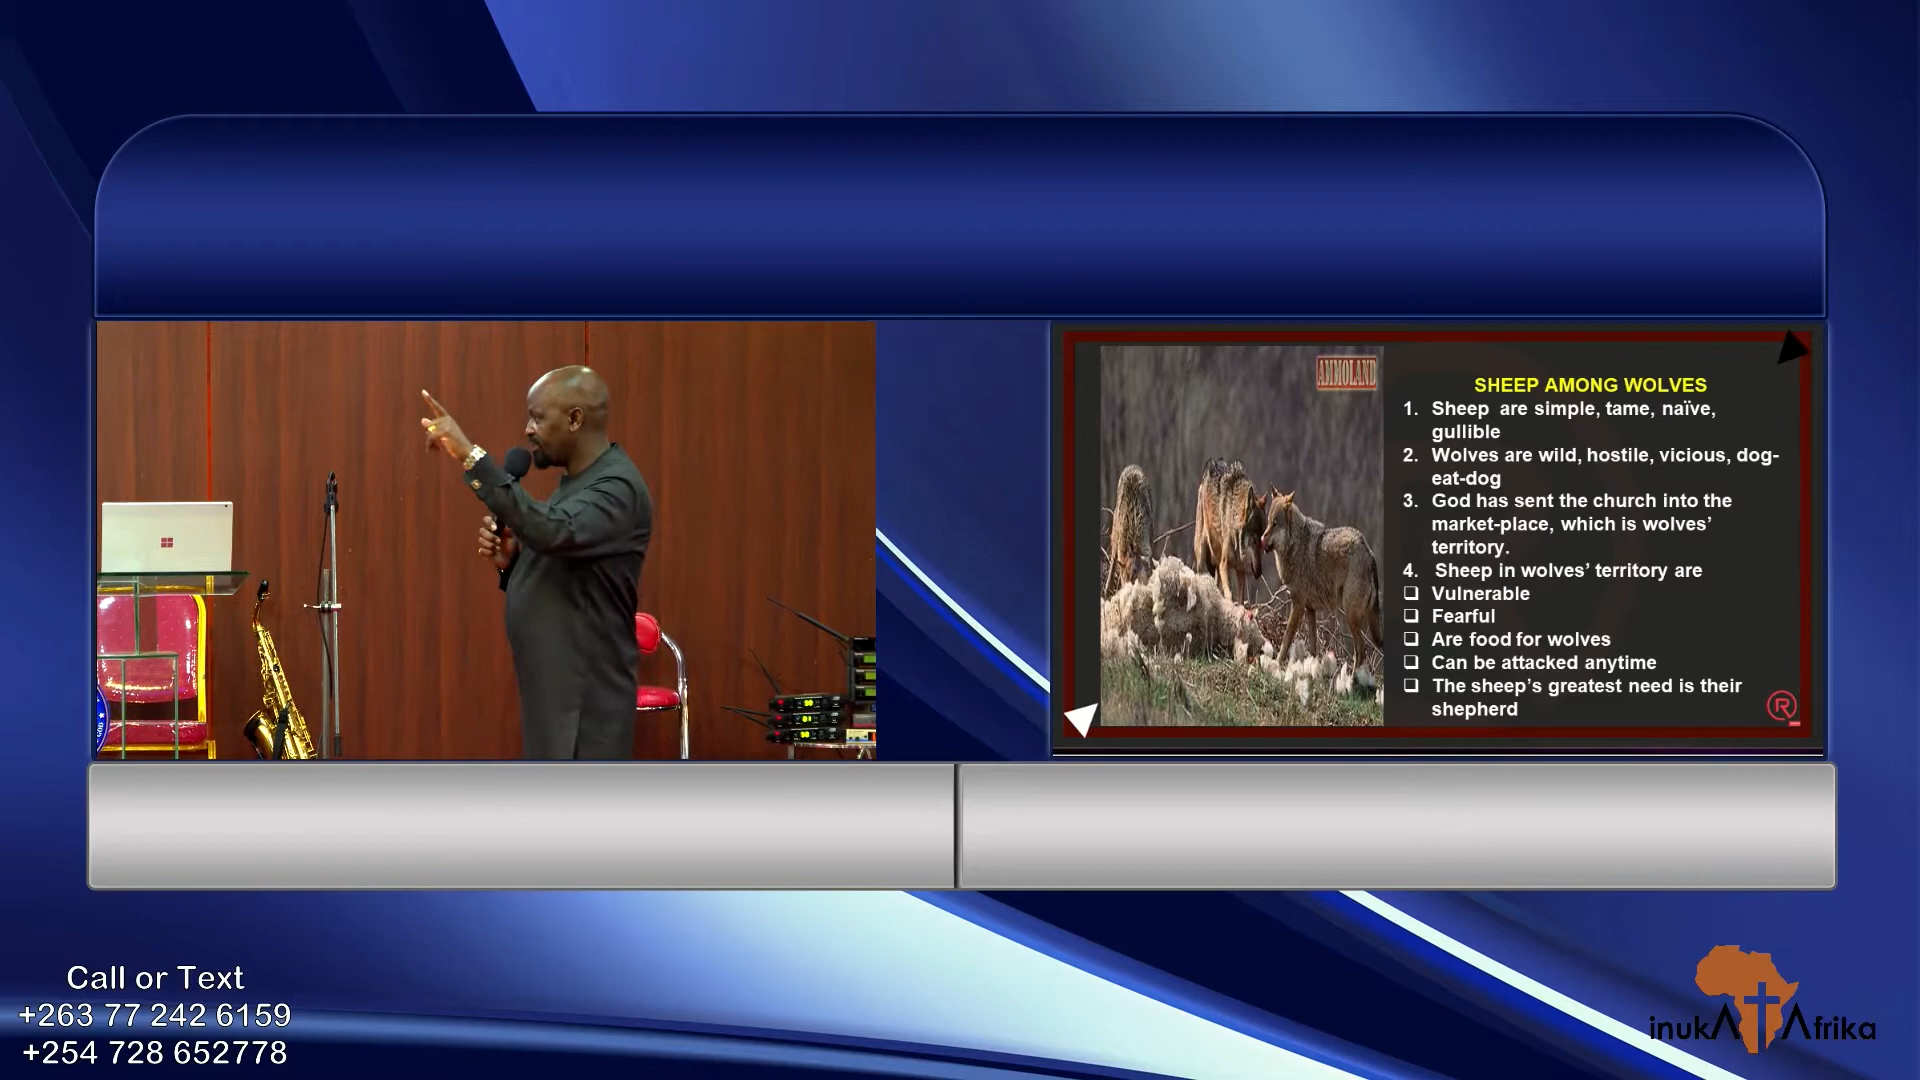 AMMOLAND
SHEEP AMONG WOLVES
1. Sheep are simple, tame, naïve,
gullible
2. Wolves are wild, hostile, vicious, dog-
eat-dog
3. God has sent the church into the
market-place, which is wolves’
territory.
4. Sheep in wolves’ territory are
❑ Vulnerable
❑ Fearful
❑ Are food for wolves
❑ Can be attacked anytime
❑ The sheep’s greatest need is their
shepherd
R
Call or Text
+263 77 242 6159
+254 728 652778
inukA Afrika